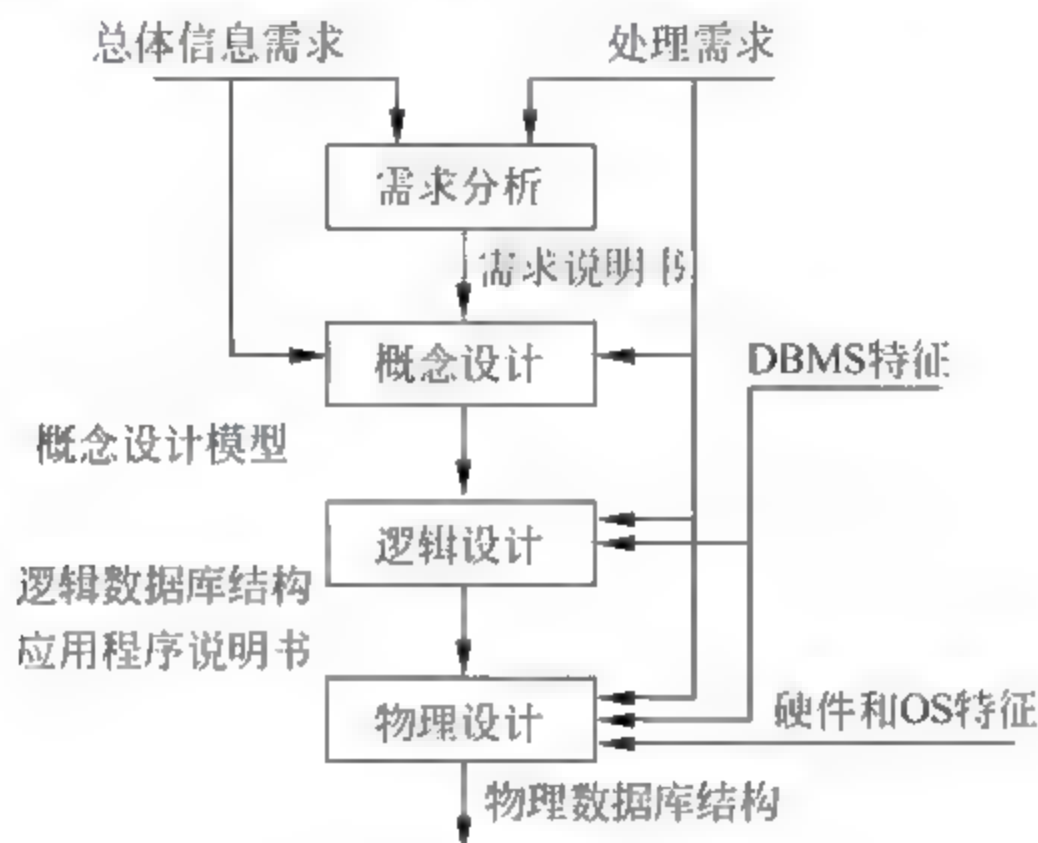 总体信息需求
处理需求
需求分析
需求说明书
概念设计
DBMS特征
概念设计模型
逻辑设计
逻辑数据库结构
应用程序说明书
物理设计
硬件和OS特征
物理数据库结构